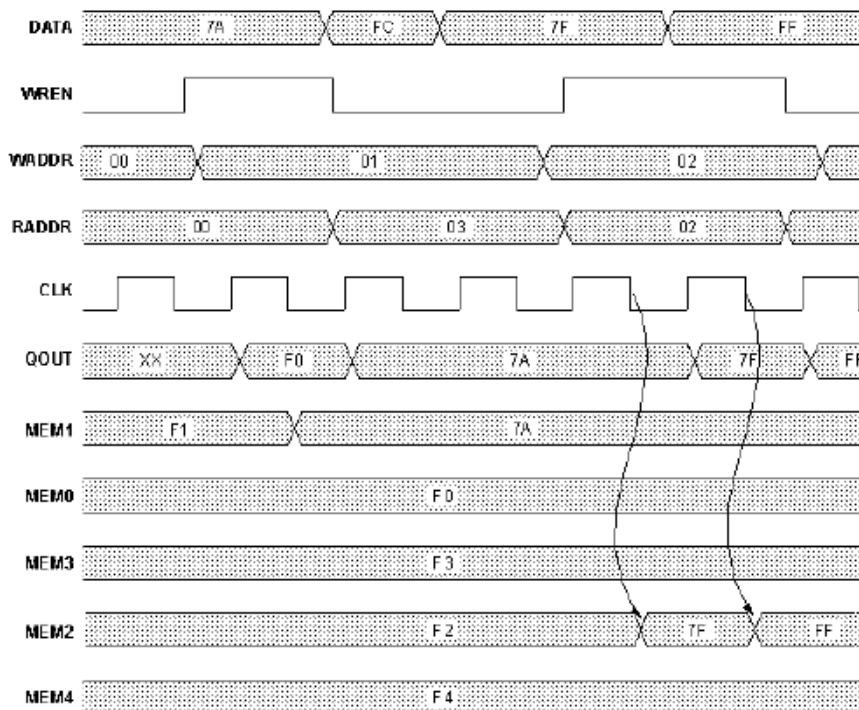 DATA 7A FC 7F FF
WREN
WADDR 00 01 02
RADDR 00 03 02
CLK
QOUT XX F0 7A 7F FF
MEM1 F1 7A
MEM0 F0
MEM3 F3
MEM2 F2 7F FF
MEM4 F4